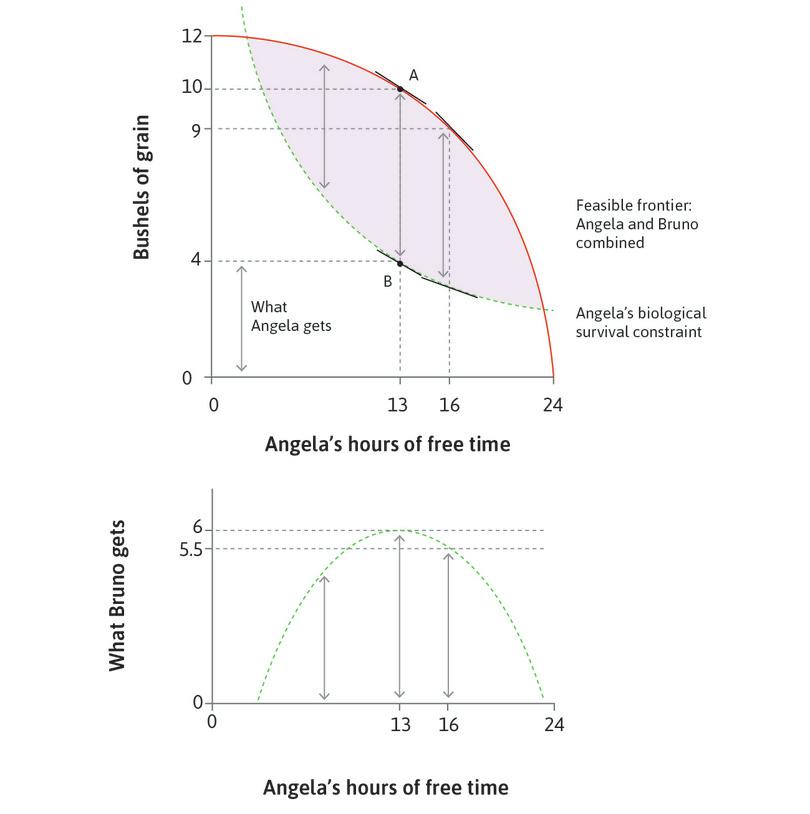 12
10
9
4
0
Bushels of grain
A
B
What
Angela gets
Feasible frontier:
Angela and Bruno
combined
Angela's biological
survival constraint
0
13
16
24
Angela's hours of free time
What Bruno gets
6
5.5
0
0
13
16
24
Angela's hours of free time